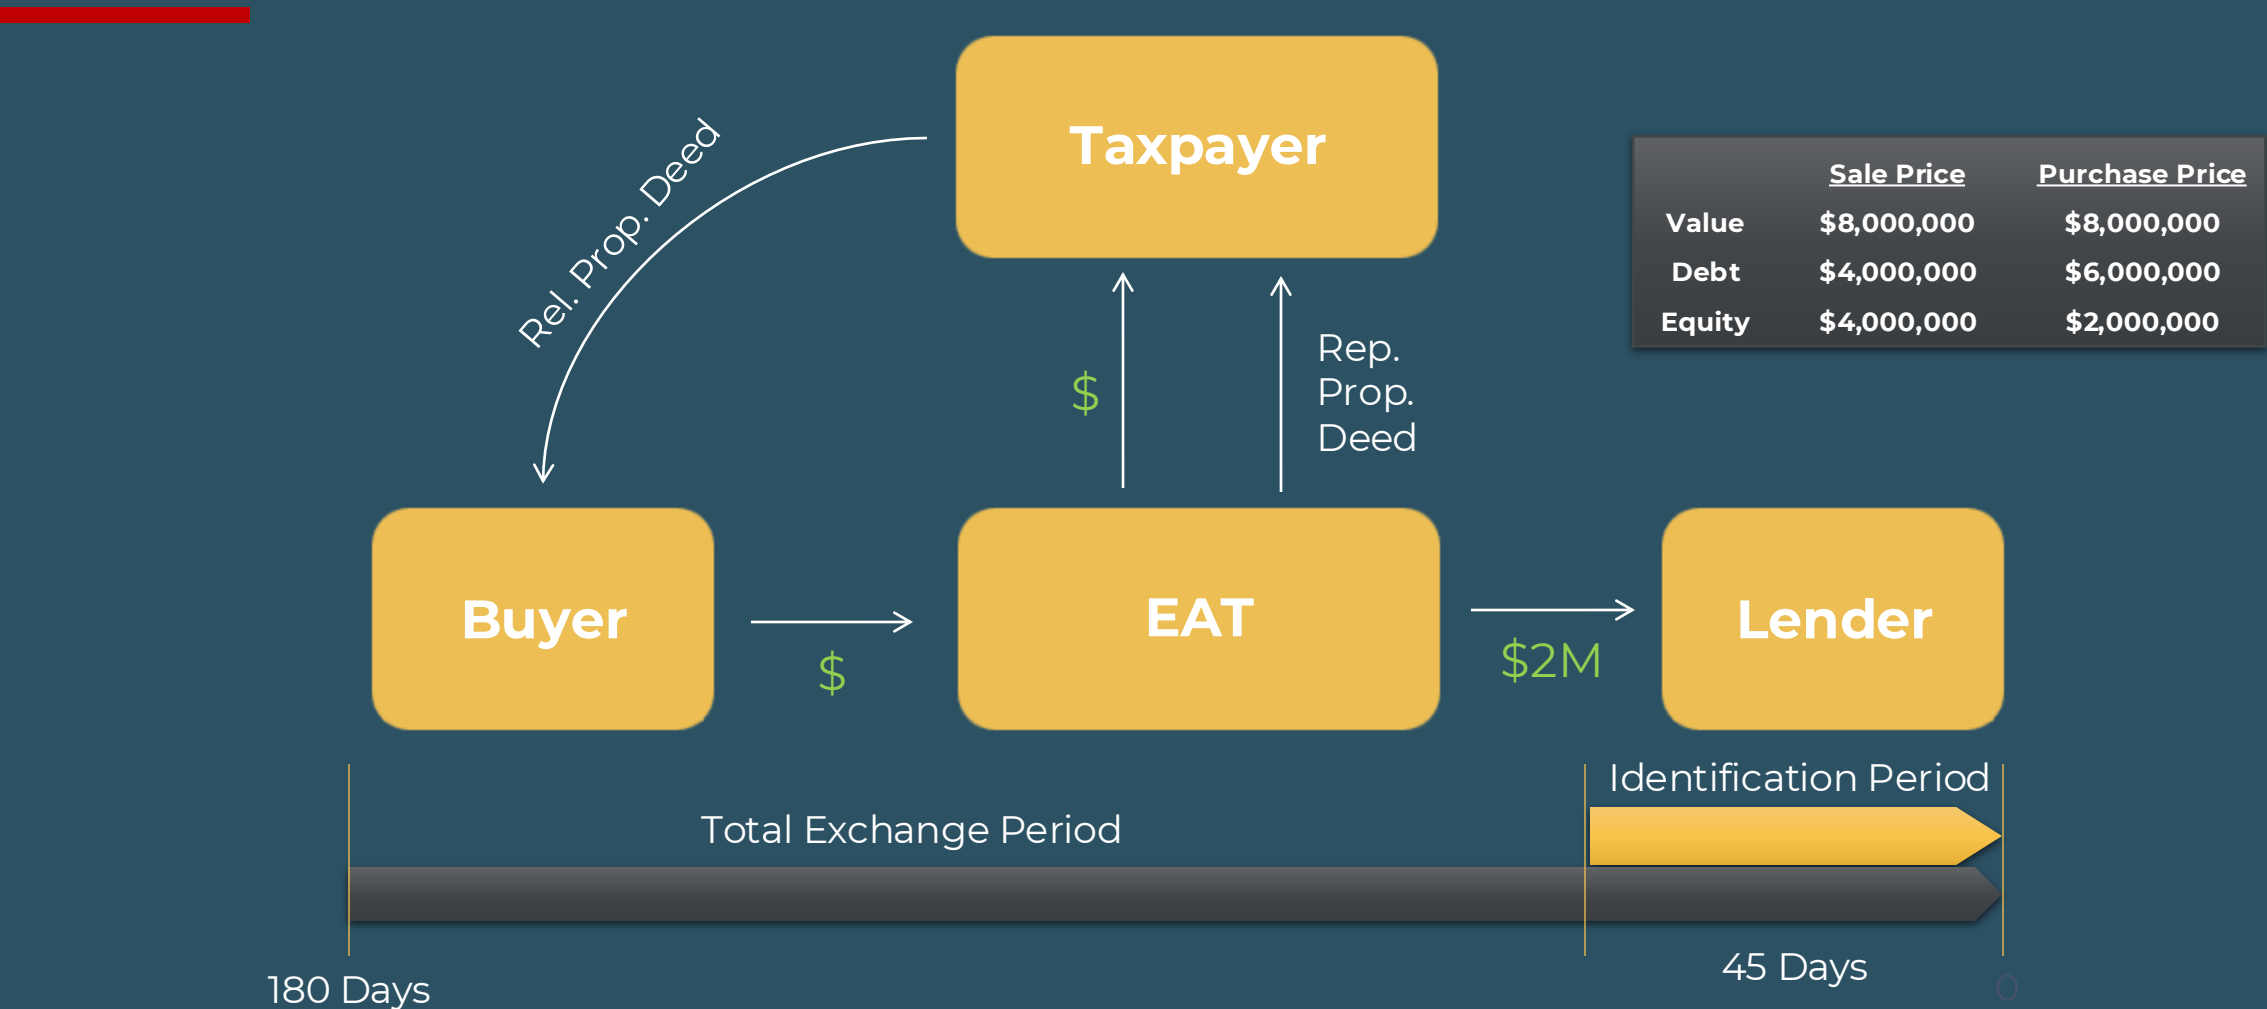 Taxpayer
Rel. Prop. Deed
Sale Price Purchase Price
Value $8,000,000 $8,000,000
Debt $4,000,000 $6,000,000
Equity $4,000,000 $2,000,000
$
Rep.
Prop.
Deed
Buyer
$
EAT
$2M
Lender
Identification Period
Total Exchange Period
180 Days
45 Days
0